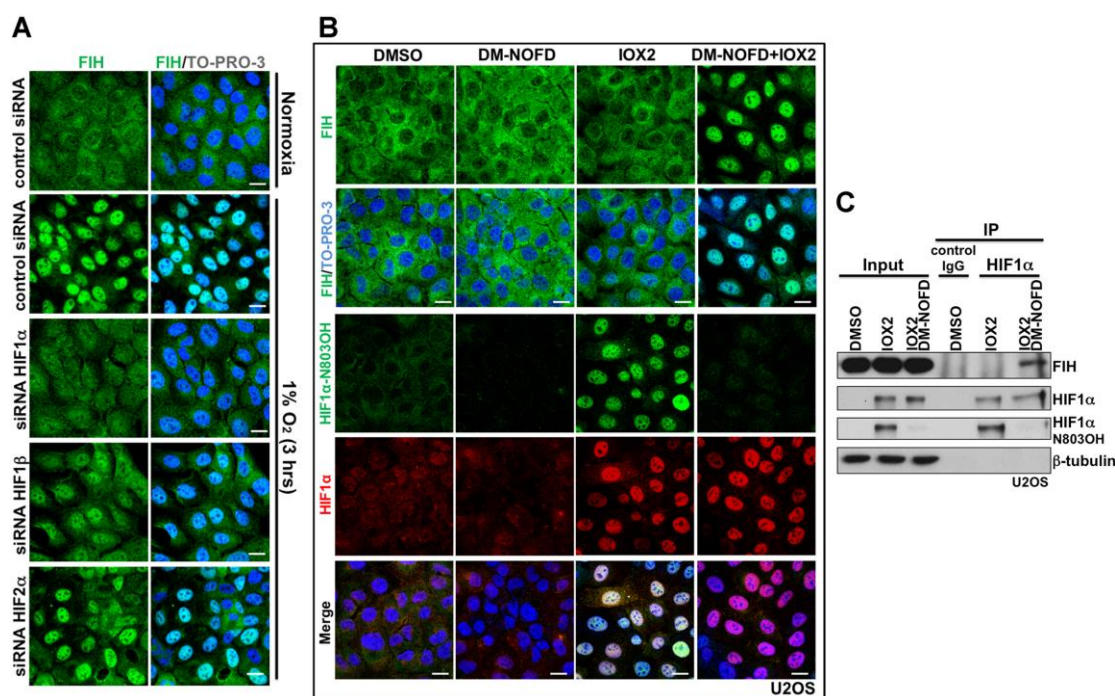 A
FIH
FIH/TO-PRO-3
control siRNA
Normoxia
control siRNA
siRNA HIF1α
siRNA HIF1β
siRNA HIF2α
1% O₂ (3 hrs)
B
DMSO DM-NOFD IOX2 DM-NOFD+IOX2
FIH
FIH/TO-PRO-3
HIF1α-N803OH
HIF1α
Merge
U2OS
C
IP
Input
control
IgG
HIF1α
DMSO
IOX2
IOX2
DM-NOFD
DMSO
IOX2
IOX2
DM-NOFD
FIH
HIF1α
HIF1α
N803OH
β-tubulin
U2OS